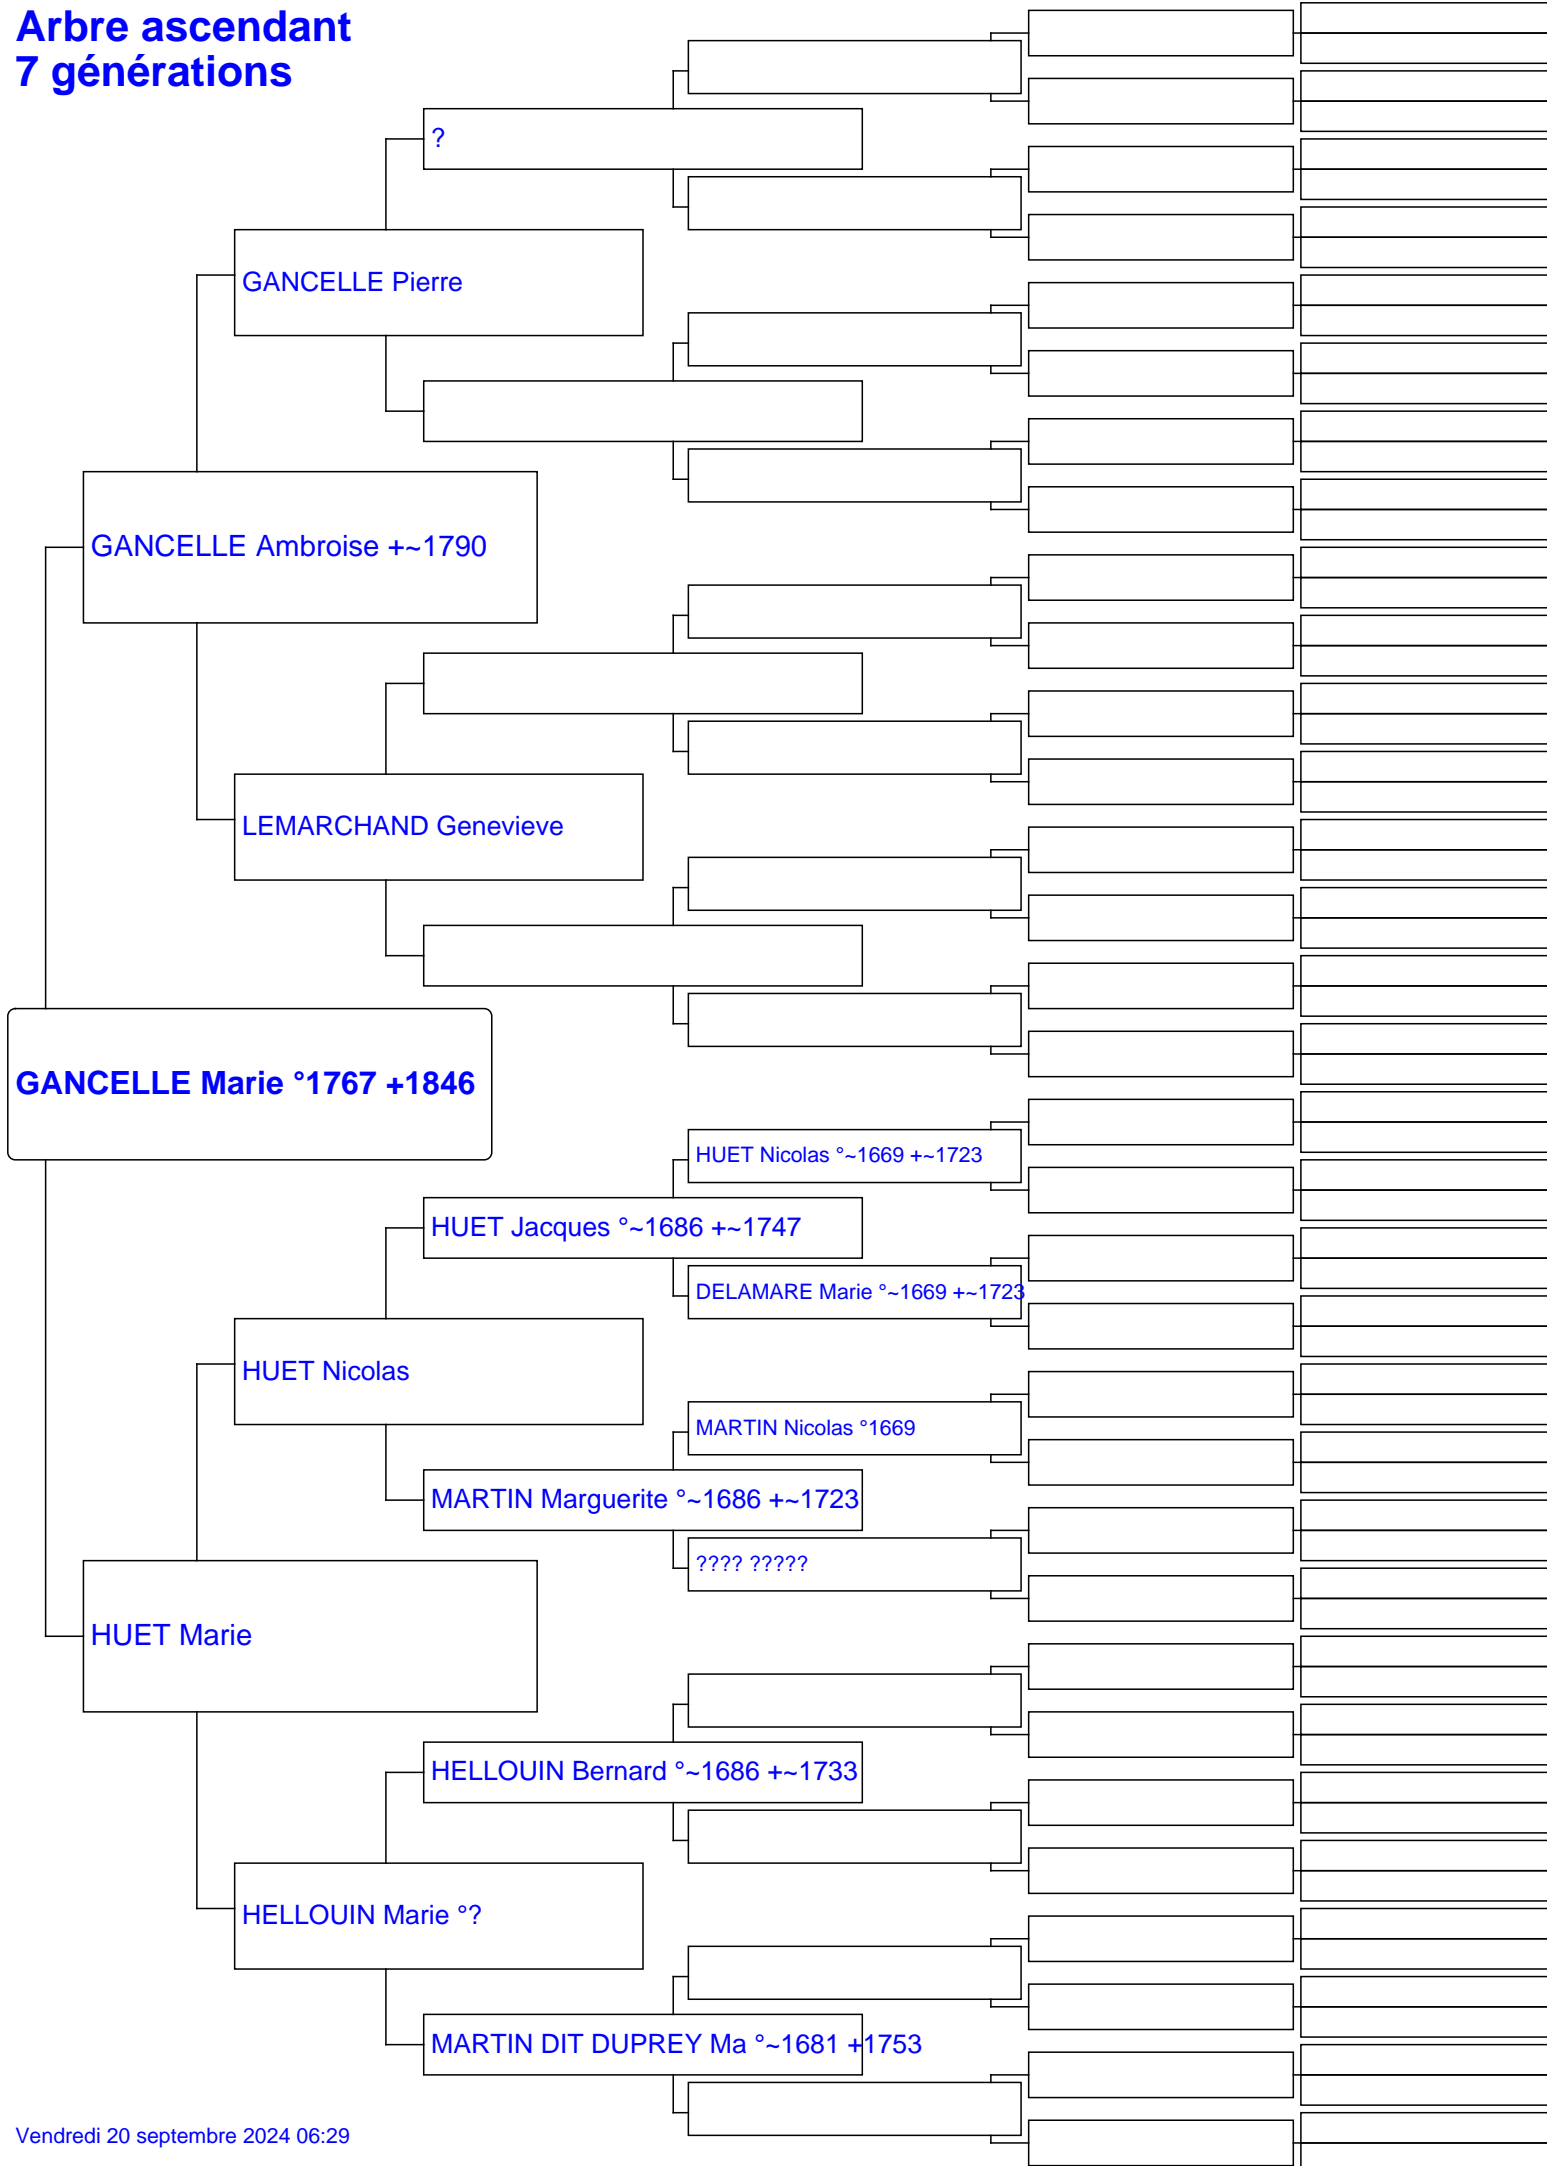 Arbre ascendant
7 générations
?
GANCELLE Pierre
GANCELLE Ambroise +~1790
LEMARCHAND Genevieve
GANCELLE Marie °1767 +1846
HUET Nicolas °~1669 +~1723
HUET Jacques °~1686 +~1747
DELAMARE Marie °~1669 +~1723
HUET Nicolas
MARTIN Nicolas °1669
MARTIN Marguerite °~1686 +~1723
???? ?????
HUET Marie
HELLOUIN Bernard °~1686 +~1733
HELLOUIN Marie °?
MARTIN DIT DUPREY Ma °~1681 +1753
Vendredi 20 septembre 2024 06:29